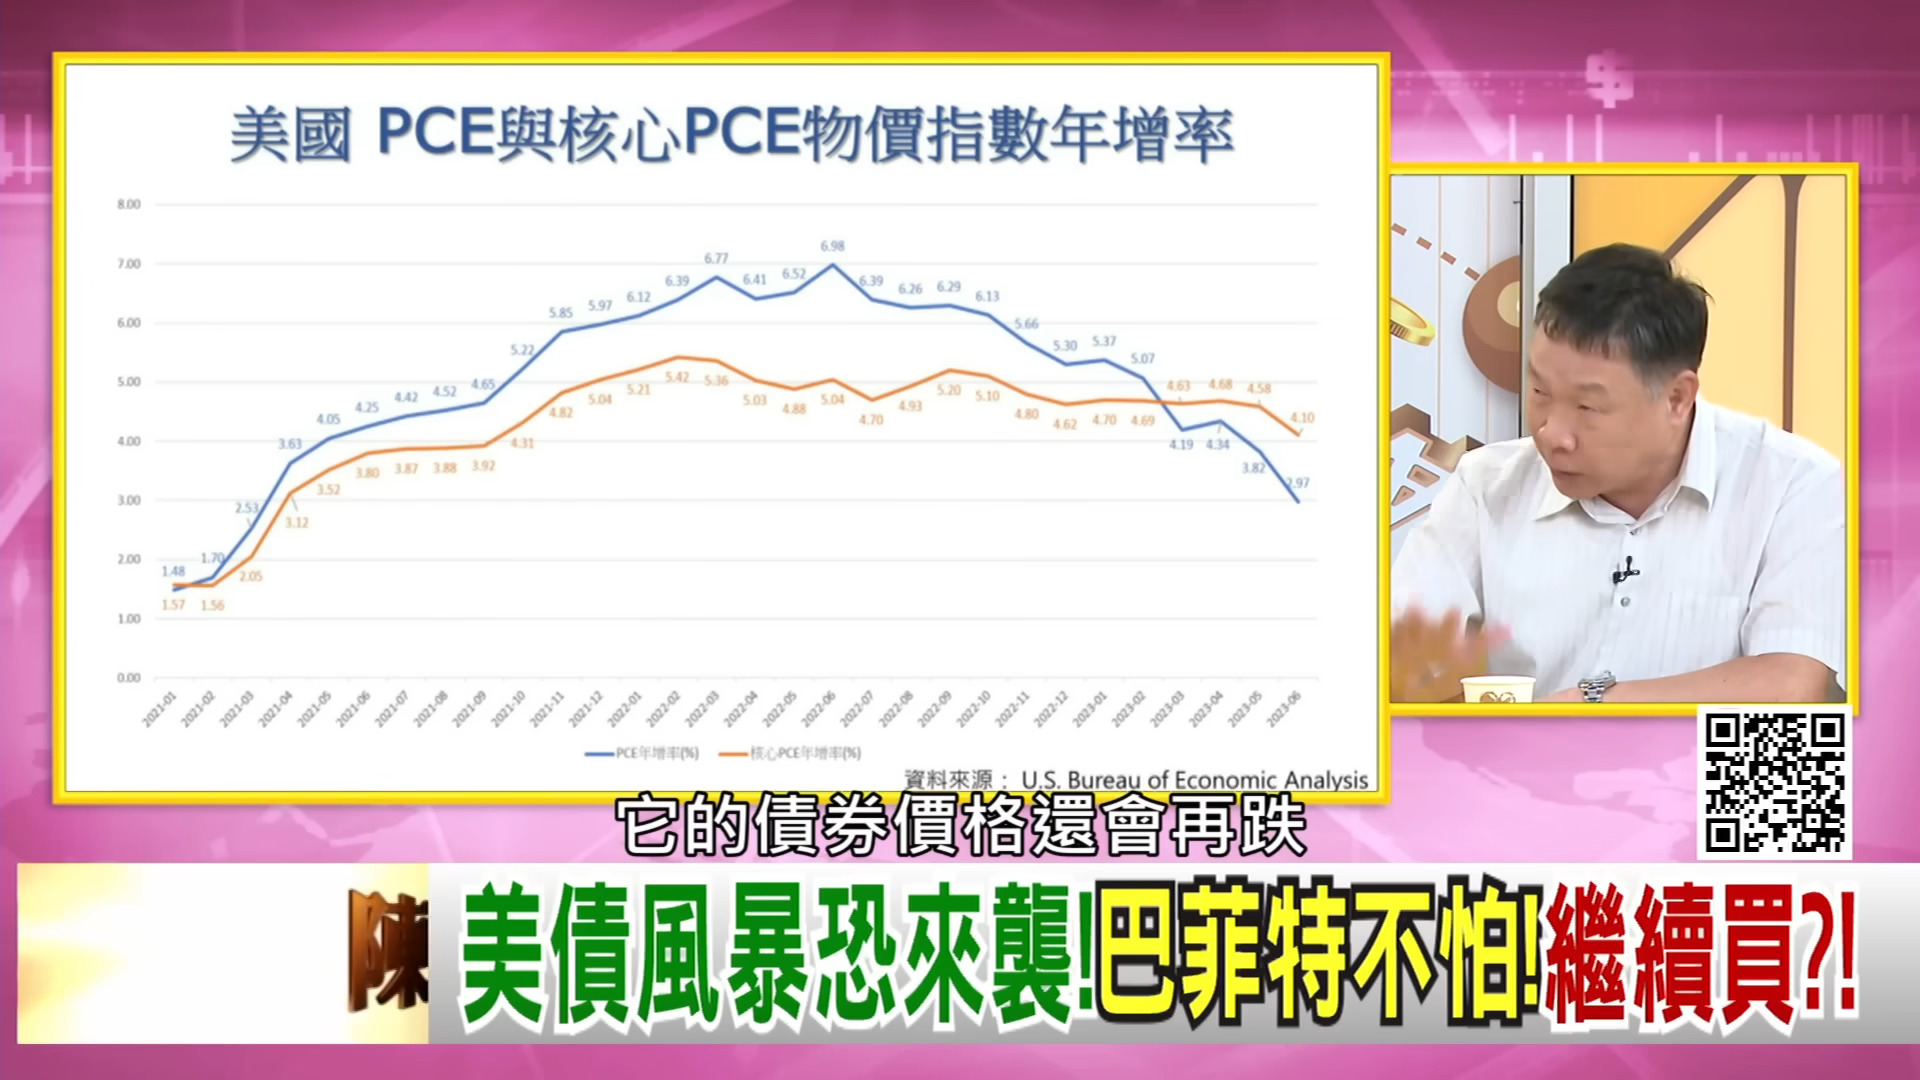 美國 PCE與核心PCE物價指數年增率
8.00
7.00
6.00
5.00
4.00
3.00
2.00
1.00
0.00
1.48 1.70 2.53 3.63 4.05 4.25 4.42 4.52 4.65 5.22 5.85 5.97 6.12 6.39 6.77 6.41 6.52 6.98 6.39 6.26 6.29 6.13 5.66 5.30 5.37 5.07 4.19 4.34 3.82 2.97
1.57 1.56 2.05 3.12 3.52 3.80 3.87 3.88 3.92 4.31 4.82 5.04 5.21 5.42 5.36 5.03 4.88 5.04 4.70 4.93 5.20 5.10 4.80 4.62 4.70 4.69 4.63 4.68 4.58 4.10
2021-01 2021-02 2021-03 2021-04 2021-05 2021-06 2021-07 2021-08 2021-09 2021-10 2021-11 2021-12 2022-01 2022-02 2022-03 2022-04 2022-05 2022-06 2022-07 2022-08 2022-09 2022-10 2022-11 2022-12 2023-01 2023-02 2023-03 2023-04 2023-05 2023-06
PCE年增率(%) 核心PCE年增率(%)
資料來源： U.S. Bureau of Economic Analysis
它的債券價格還會再跌
陳
美債風暴恐來襲!巴菲特不怕!繼續買?!